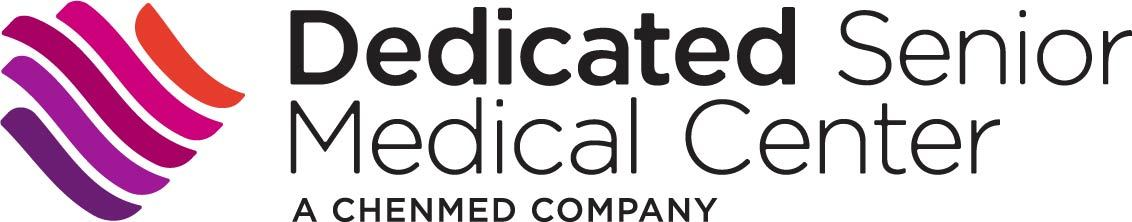 Dedicated Senior
Medical Center
A CHENMED COMPANY